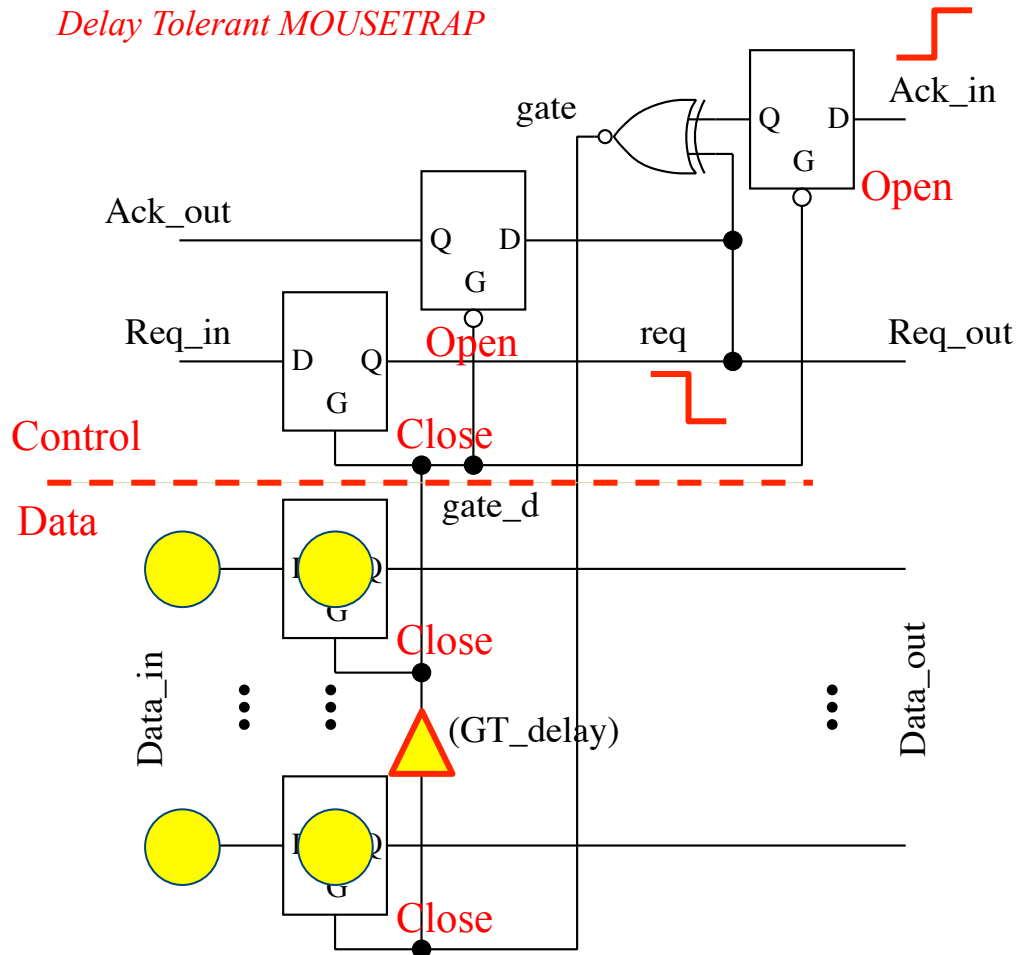 Delay Tolerant MOUSETRAP
Ack_in
gate
Q D
G
Open
Ack_out
Q D
G
Open
Req_in
D Q
G
Close
req
Req_out
Control
gate_d
Data
Q
G
Close
Data_in
(GT_delay)
Data_out
Q
G
Close